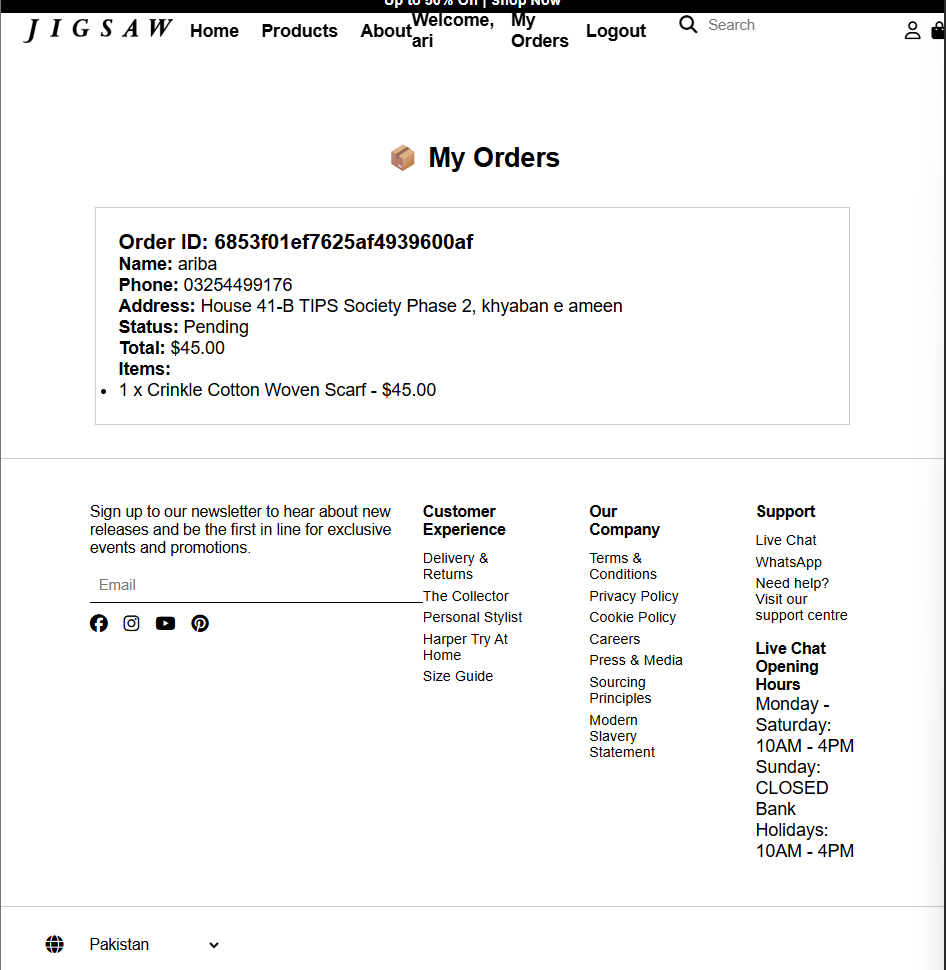 Up to 50% Off | Shop Now
JIGSAW
Home
Products
About
Welcome,
ari
My
Orders
Logout
Search
My Orders
Order ID: 6853f01ef7625af4939600af
Name: ariba
Phone: 03254499176
Address: House 41-B TIPS Society Phase 2, khyaban e ameen
Status: Pending
Total: $45.00
Items:
• 1 x Crinkle Cotton Woven Scarf - $45.00
Sign up to our newsletter to hear about new
releases and be the first in line for exclusive
events and promotions.
Email
Customer
Experience
Delivery &
Returns
The Collector
Personal Stylist
Harper Try At
Home
Size Guide
Our
Company
Terms &
Conditions
Privacy Policy
Cookie Policy
Careers
Press & Media
Sourcing
Principles
Modern
Slavery
Statement
Support
Live Chat
WhatsApp
Need help?
Visit our
support centre
Live Chat
Opening
Hours
Monday -
Saturday:
10AM - 4PM
Sunday:
CLOSED
Bank
Holidays:
10AM - 4PM
Pakistan